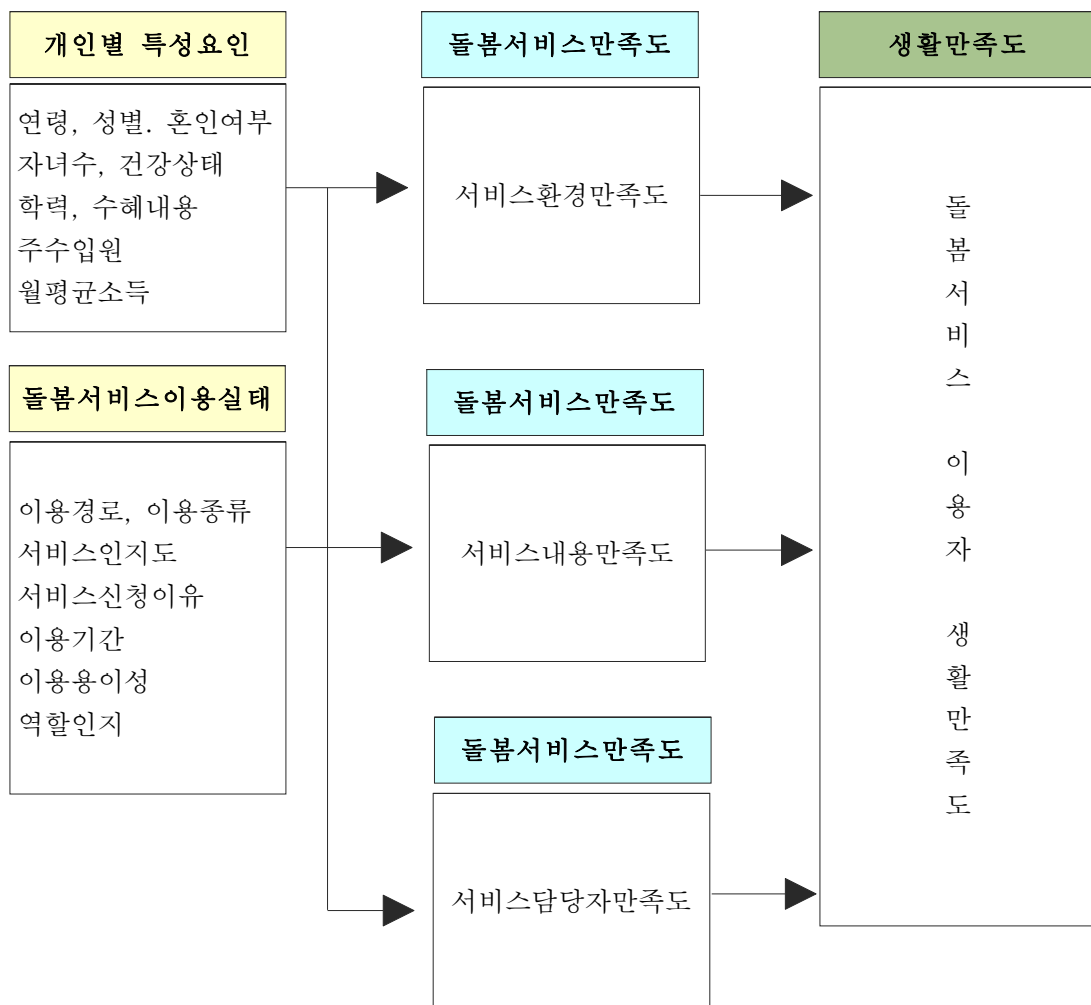 개인별 특성요인
연령, 성별. 혼인여부
자녀수, 건강상태
학력, 수혜내용
주수입원
월평균소득
돌봄서비스이용실태
이용경로, 이용종류
서비스인지도
서비스신청이유
이용기간
이용용이성
역할인지
돌봄서비스만족도
서비스환경만족도
돌봄서비스만족도
서비스내용만족도
돌봄서비스만족도
서비스담당자만족도
생활만족도
돌봄서비스 이용자 생활만족도